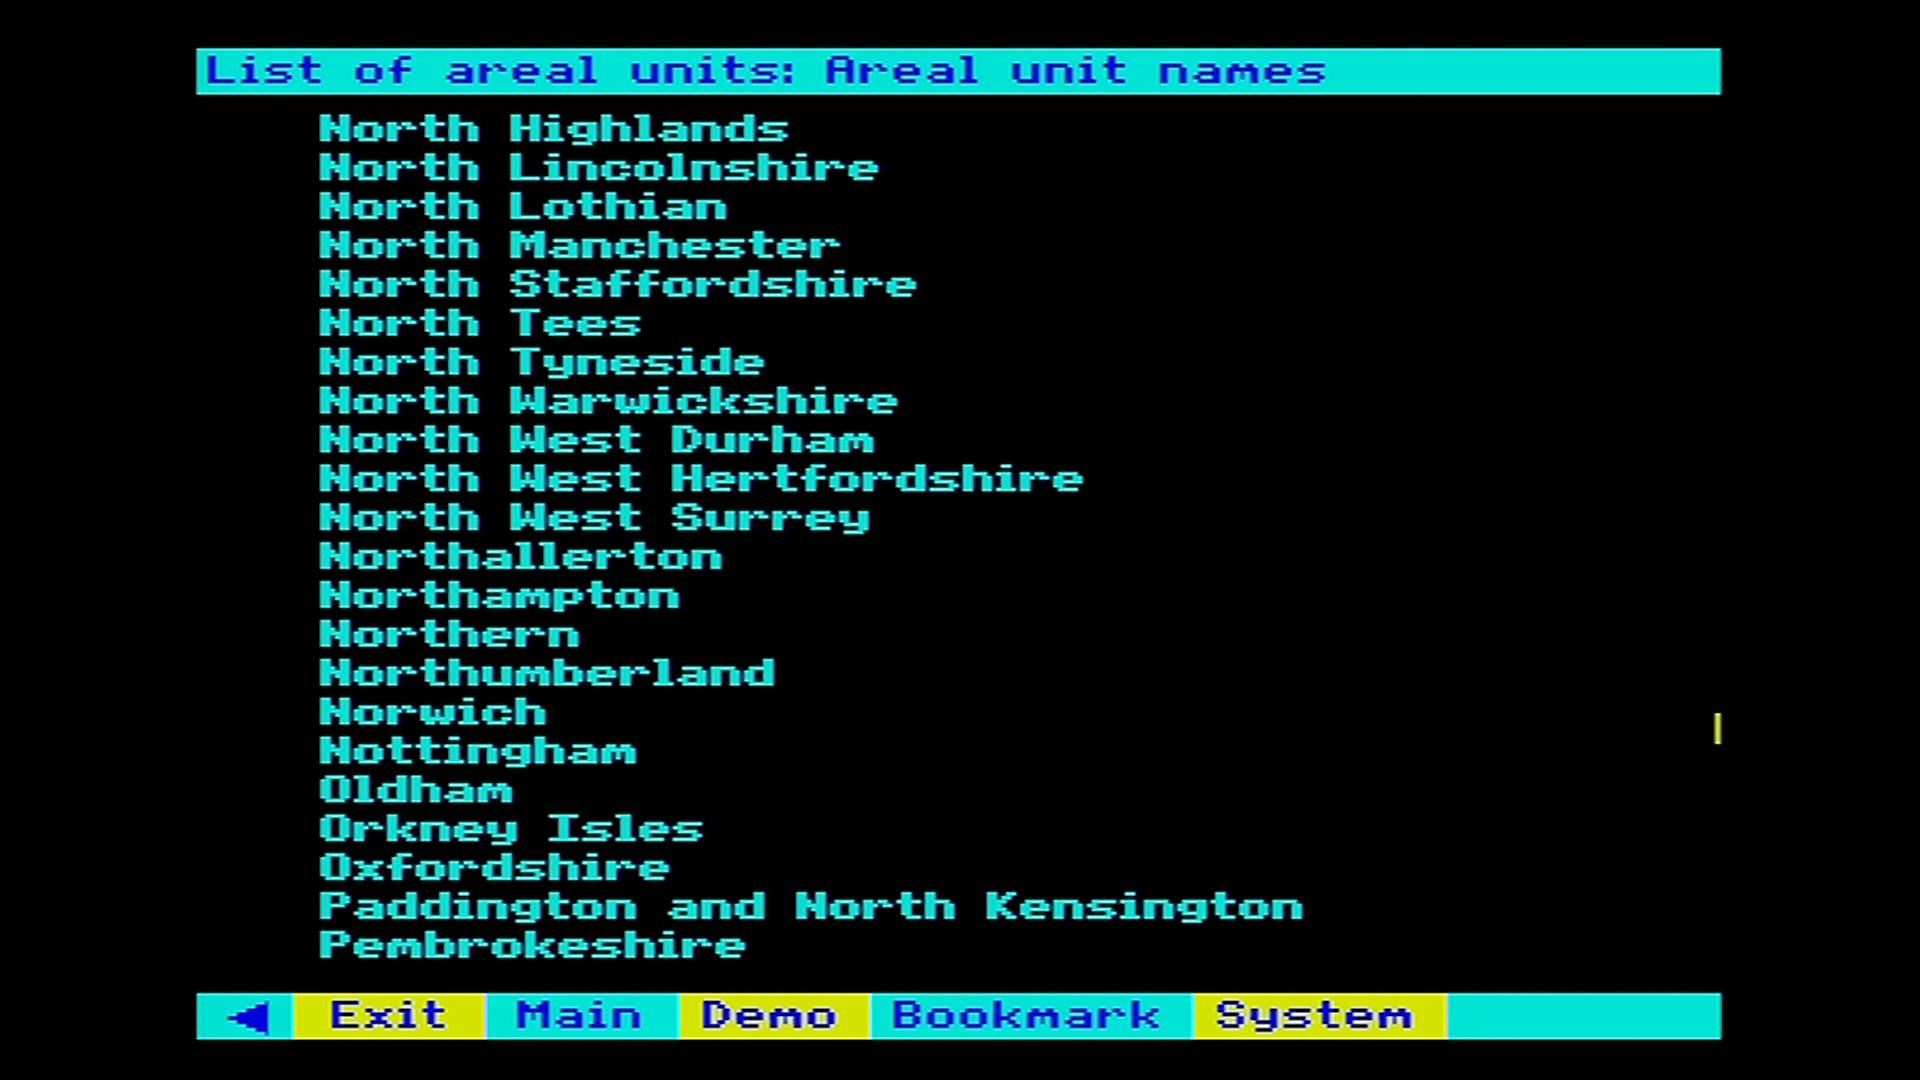 List of areal units: Areal unit names
North Highlands
North Lincolnshire
North Lothian
North Manchester
North Staffordshire
North Tees
North Tyneside
North Warwickshire
North West Durham
North West Hertfordshire
North West Surrey
Northallerton
Northampton
Northern
Northumberland
Norwich
Nottingham
Oldham
Orkney Isles
Oxfordshire
Paddington and North Kensington
Pembrokeshire
Exit Main Demo Bookmark System